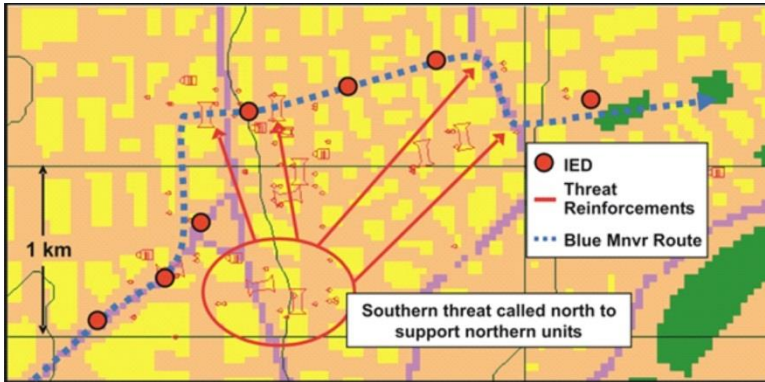 IED
Threat
Reinforcements
Blue Mnvr Route
1 km
Southern threat called north to
support northern units